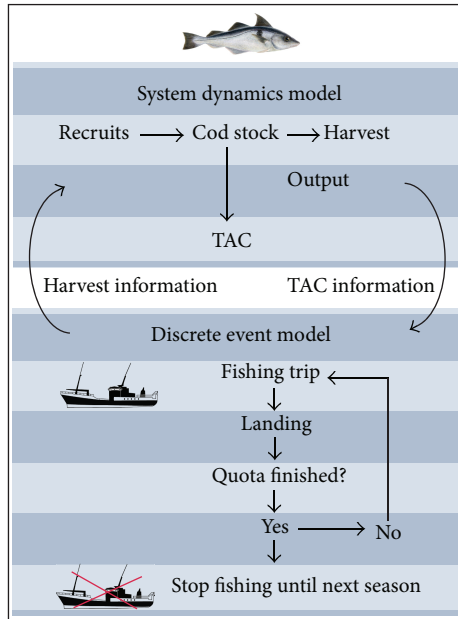 System dynamics model
Recruits Cod stock Harvest
Output
TAC
Harvest information TAC information
Discrete event model
Fishing trip
Landing
Quota finished?
Yes No
Stop fishing until next season